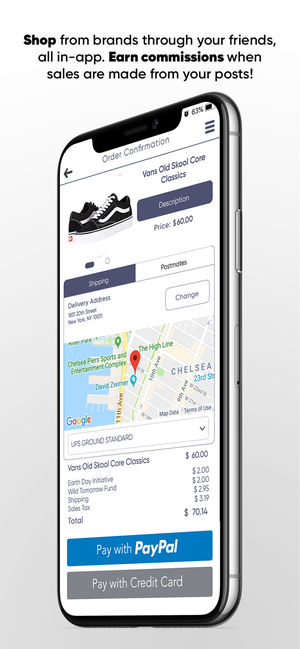 Shop from brands through your friends,
all in-app. Earn commissions when
sales are made from your posts!
63%
Order Confirmation
Vans Old Skool Core
Classics
Description
Price: $60.00
Shipping
Postmates
Delivery Address
1801 20th Street
New York, NY 10011
Change
River Park
The High Line
Chelsea Piers Sports and
Entertainment Complex
CHELSEA
23rd St
David Zwirner
11th Ave
10th Ave
Google
Map Data
Terms of Use
UPS GROUND STANDARD
Vans Old Skool Core Classics $ 60.00
Earth Day Initiative $ 2.00
Wild Tomorrow Fund $ 2.00
Shipping $ 2.95
Sales Tax $ 3.19
Total $ 70.14
Pay with PayPal
Pay with Credit Card